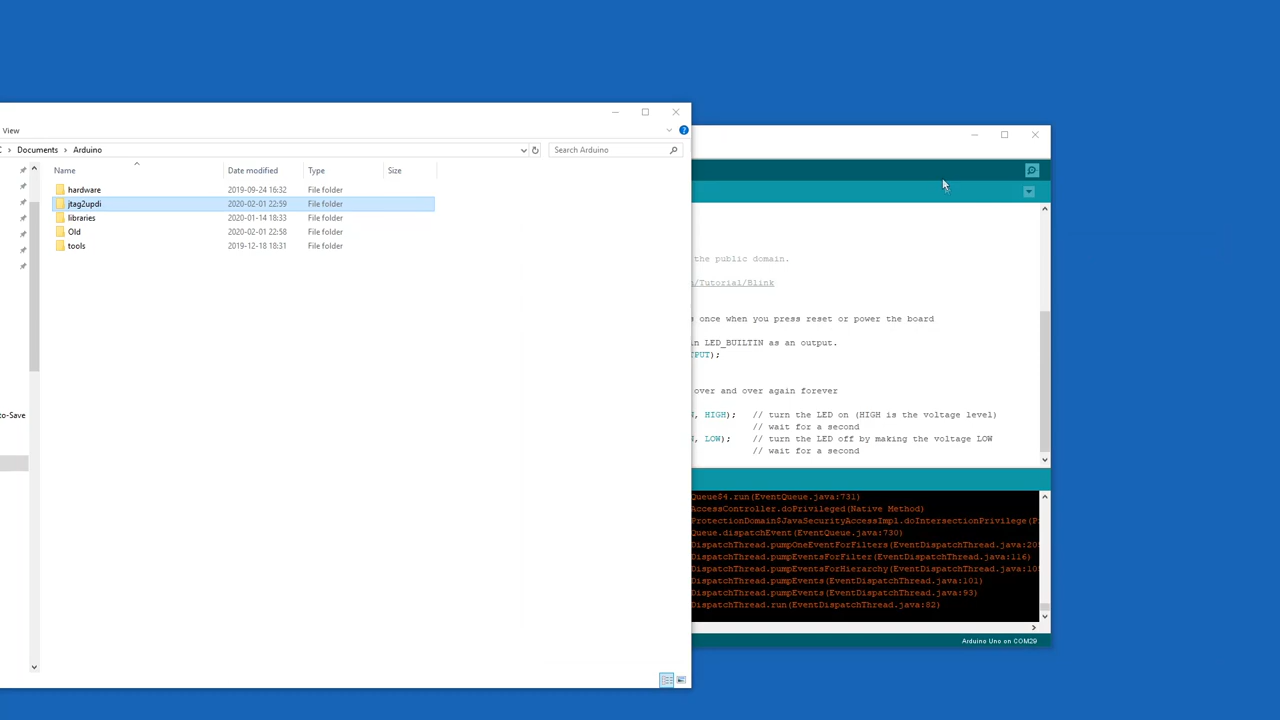 View
Documents > Arduino
Search Arduino
Name Date modified Type Size
hardware 2019-09-24 16:32 File folder
jtag2updi 2020-02-01 22:59 File folder
libraries 2020-01-14 18:33 File folder
Old 2020-02-01 22:58 File folder
tools 2019-12-18 18:31 File folder
to-Save
the public domain.
/Tutorial/Blink
once when you press reset or power the board
LED_BUILTIN as an output.
PUT);
over and over again forever
, HIGH); // turn the LED on (HIGH is the voltage level)
// wait for a second
, LOW); // turn the LED off by making the voltage LOW
// wait for a second
Queue$4.run(EventQueue.java:731)
AccessController.doPrivileged(Native Method)
ProtectionDomain$JavaSecurityAccessImpl.doIntersectionPrivilege(P
Queue.dispatchEvent(EventQueue.java:730)
DispatchThread.pumpOneEventForFilters(EventDispatchThread.java:20
DispatchThread.pumpEventsForFilter(EventDispatchThread.java:116)
DispatchThread.pumpEventsForHierarchy(EventDispatchThread.java:10
DispatchThread.pumpEvents(EventDispatchThread.java:101)
DispatchThread.pumpEvents(EventDispatchThread.java:93)
DispatchThread.run(EventDispatchThread.java:82)
Arduino Uno on COM29